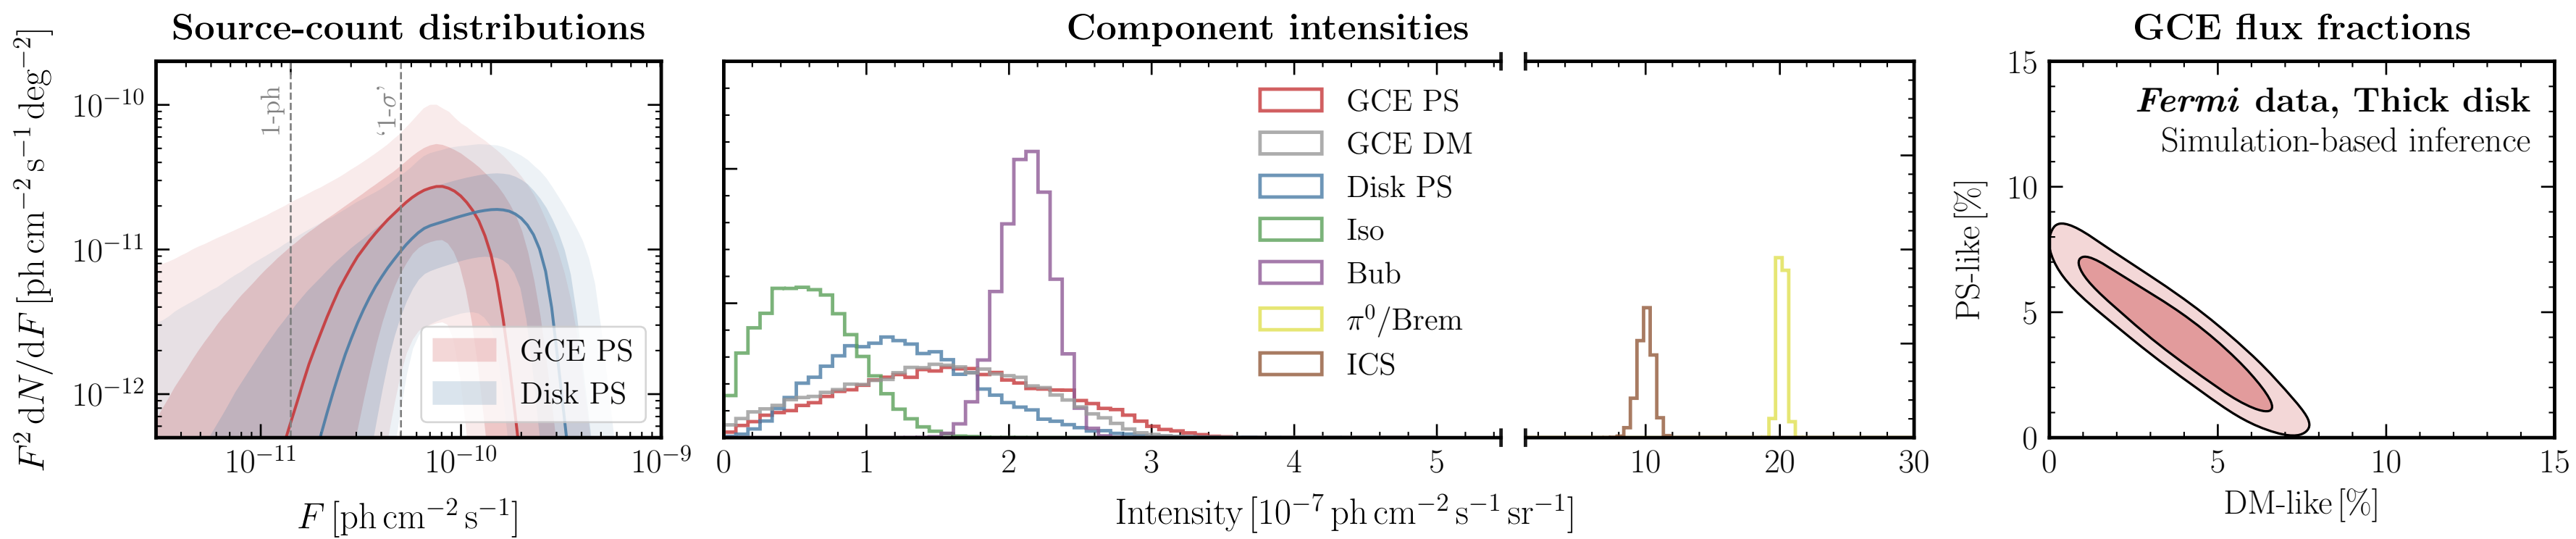 Source-count distributions
F² dN/dF [ph cm⁻² s⁻¹ deg⁻²]
10⁻¹⁰
10⁻¹¹
10⁻¹²
1-ph
‘1-σ’
GCE PS
Disk PS
10⁻¹¹ 10⁻¹⁰ 10⁻⁹
F [ph cm⁻² s⁻¹]
Component intensities
GCE PS
GCE DM
Disk PS
Iso
Bub
π⁰/Brem
ICS
0 1 2 3 4 5 10 20 30
Intensity [10⁻⁷ ph cm⁻² s⁻¹ sr⁻¹]
GCE flux fractions
Fermi data, Thick disk
Simulation-based inference
PS-like [%]
15
10
5
0
0 5 10 15
DM-like [%]